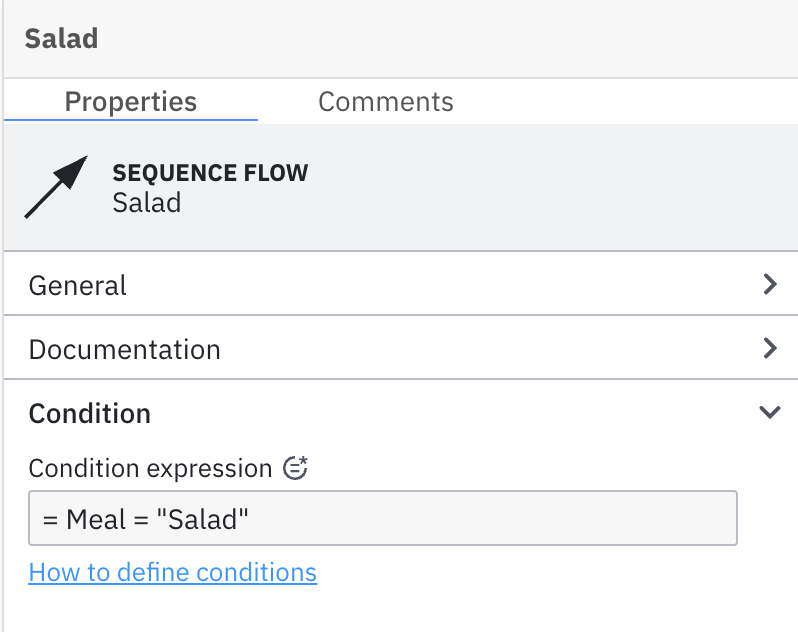 Salad
Properties Comments
SEQUENCE FLOW
Salad
General
Documentation
Condition
Condition expression
= Meal = "Salad"
How to define conditions